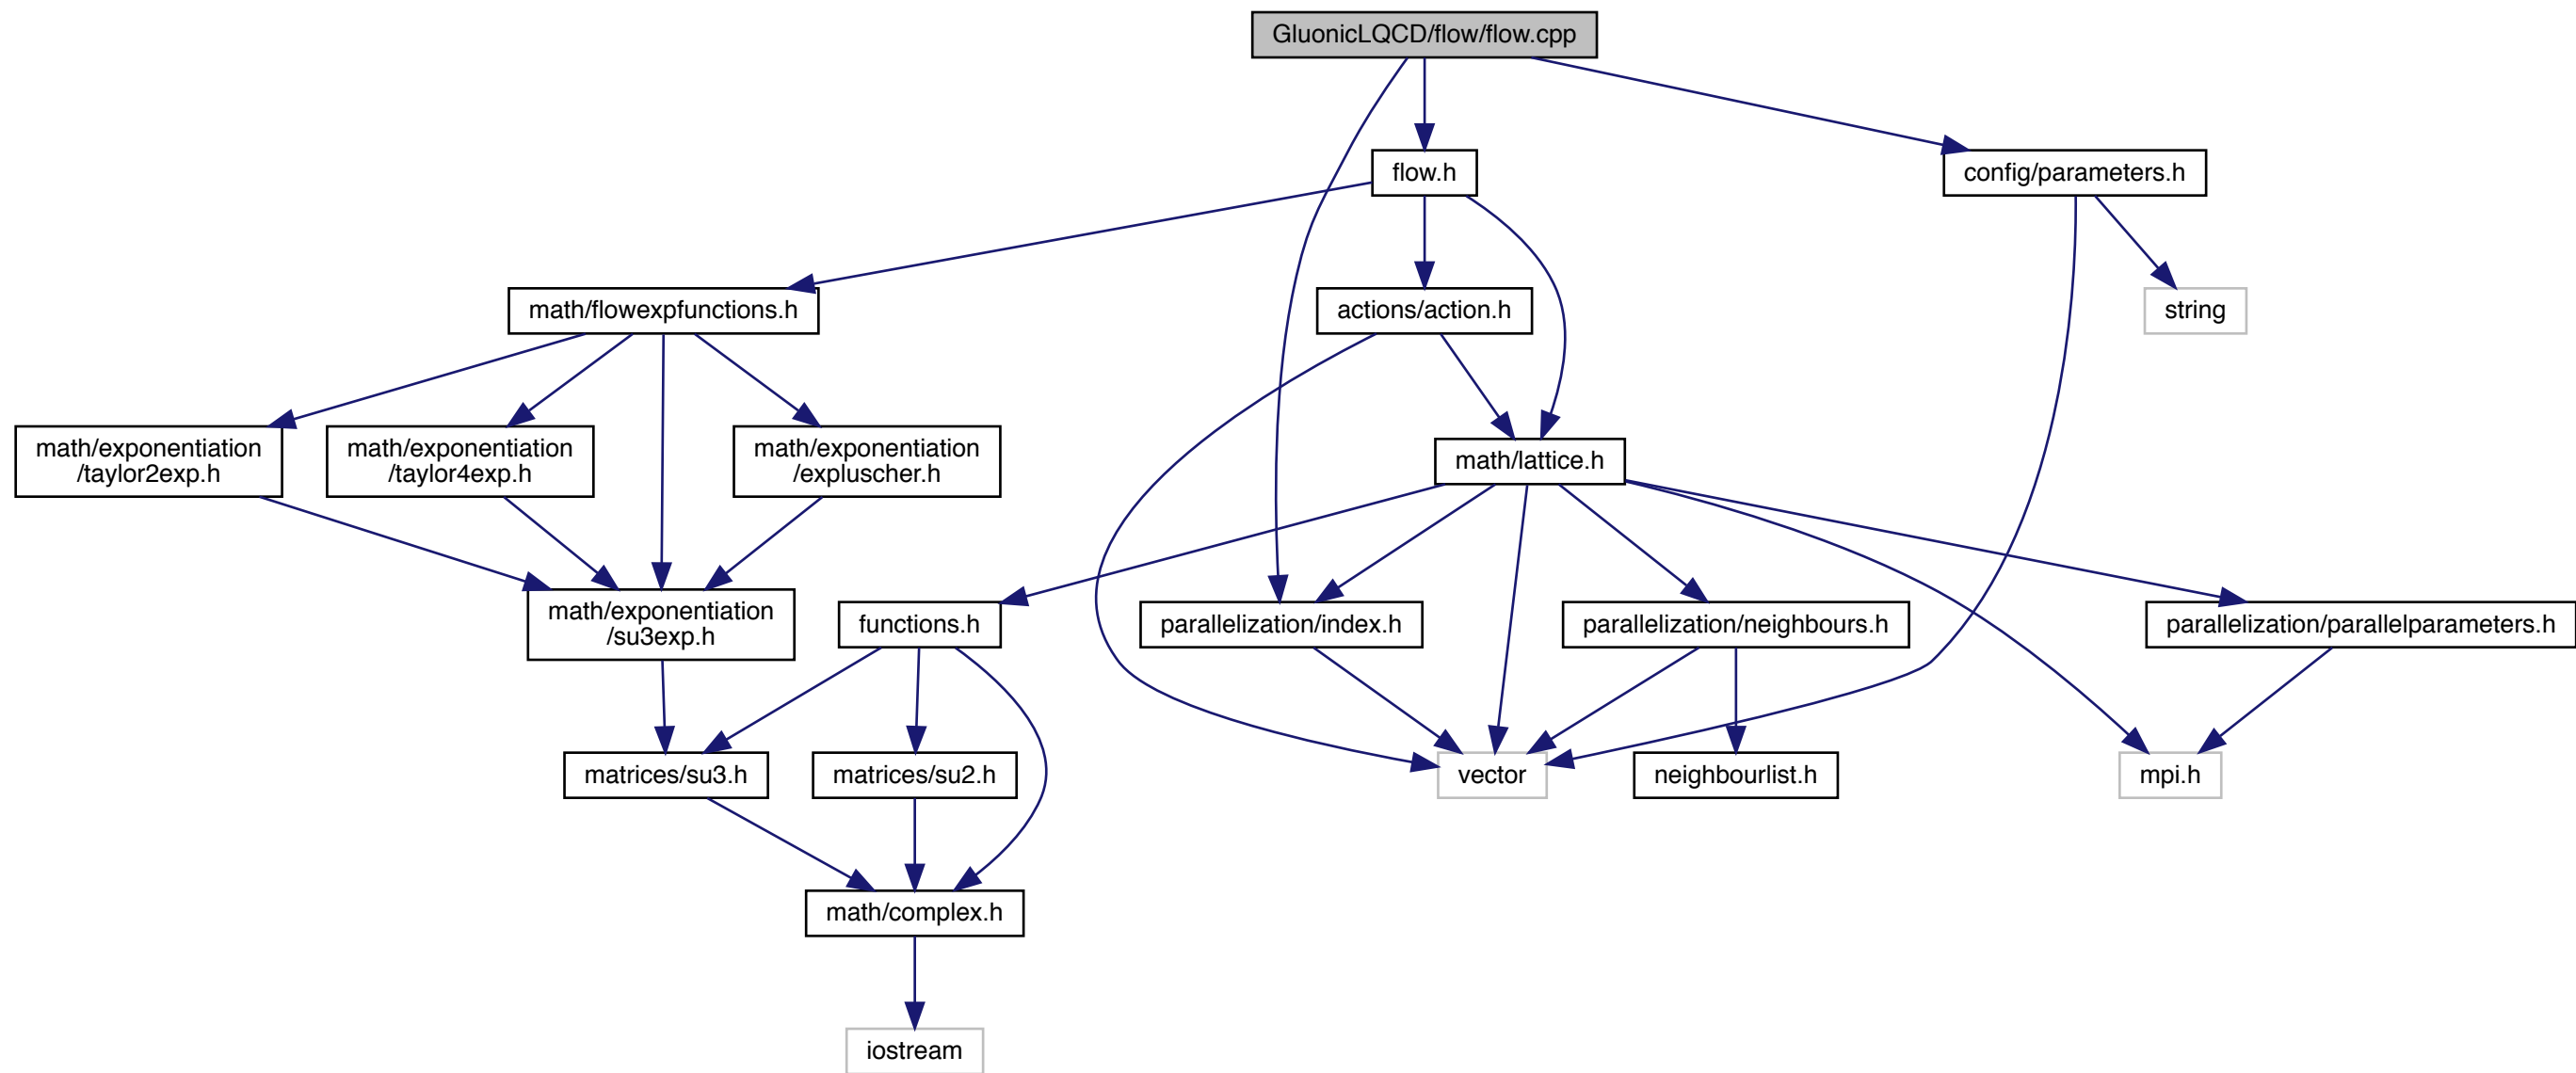 GluonicLQCD/flow/flow.cpp
flow.h
config/parameters.h
math/flowexpfunctions.h
actions/action.h
string
math/exponentiation
/taylor2exp.h
math/exponentiation
/taylor4exp.h
math/exponentiation
/expluscher.h
math/lattice.h
math/exponentiation
/su3exp.h
functions.h
parallelization/index.h
parallelization/neighbours.h
parallelization/parallelparameters.h
matrices/su3.h
matrices/su2.h
vector
neighbourlist.h
mpi.h
math/complex.h
iostream